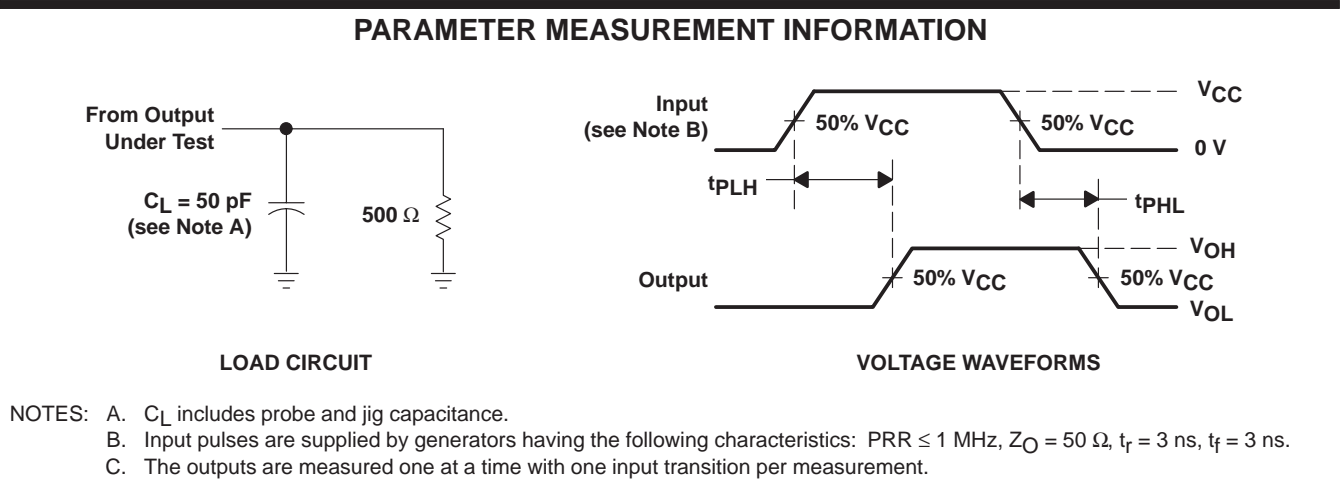 PARAMETER MEASUREMENT INFORMATION
From Output
Under Test
CL = 50 pF
(see Note A)
500 Ω
LOAD CIRCUIT
Input
(see Note B)
50% VCC
50% VCC
VCC
0 V
tPLH
tPHL
Output
50% VCC
50% VCC
VOH
VOL
VOLTAGE WAVEFORMS
NOTES: A. CL includes probe and jig capacitance.
B. Input pulses are supplied by generators having the following characteristics: PRR ≤ 1 MHz, ZO = 50 Ω, tr = 3 ns, tf = 3 ns.
C. The outputs are measured one at a time with one input transition per measurement.